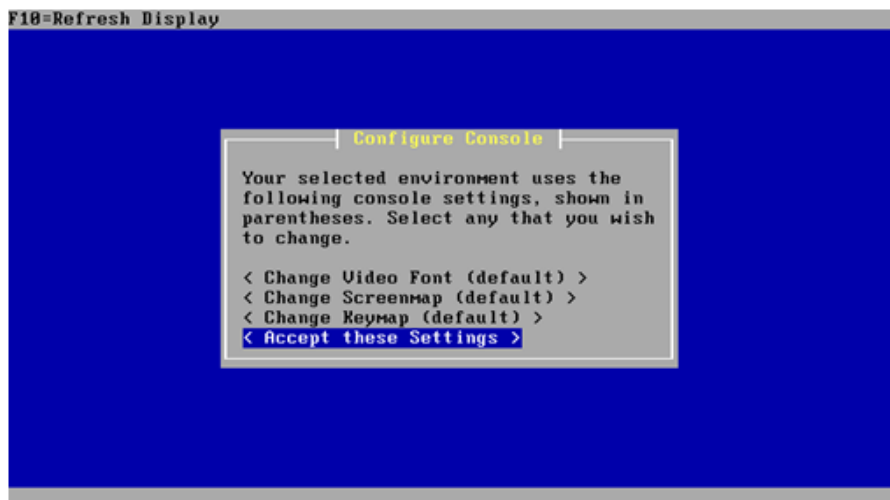 F10=Refresh Display
Configure Console
Your selected environment uses the
following console settings, shown in
parentheses. Select any that you wish
to change.
< Change Video Font (default) >
< Change Screenmap (default) >
< Change Keymap (default) >
< Accept these Settings >